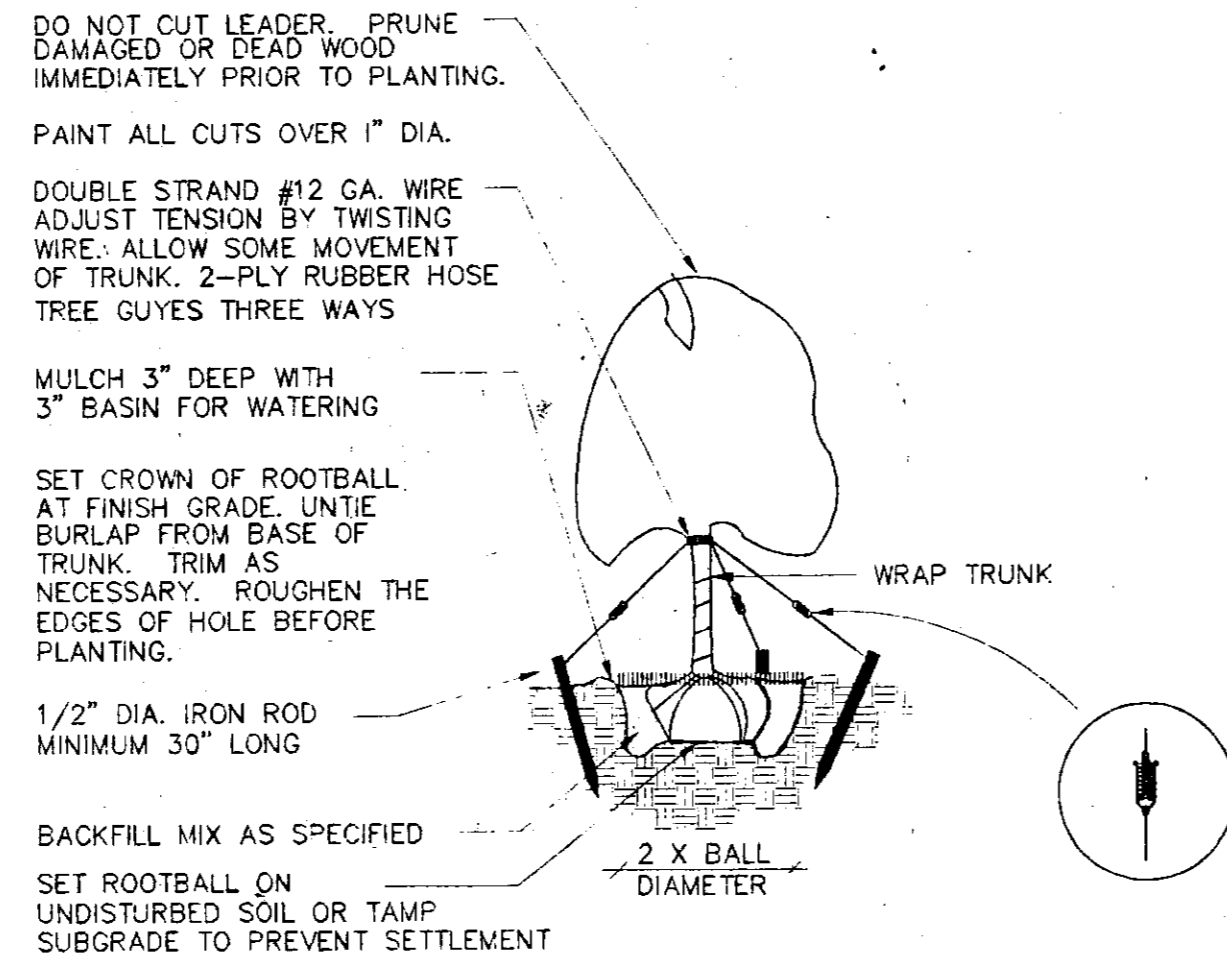 DO NOT CUT LEADER. PRUNE
DAMAGED OR DEAD WOOD
IMMEDIATELY PRIOR TO PLANTING.
PAINT ALL CUTS OVER 1" DIA.
DOUBLE STRAND #12 GA. WIRE
ADJUST TENSION BY TWISTING
WIRE. ALLOW SOME MOVEMENT
OF TRUNK. 2-PLY RUBBER HOSE
TREE GUYES THREE WAYS
MULCH 3" DEEP WITH
3" BASIN FOR WATERING
SET CROWN OF ROOTBALL
AT FINISH GRADE. UNTIE
BURLAP FROM BASE OF
TRUNK. TRIM AS
NECESSARY. ROUGHEN THE
EDGES OF HOLE BEFORE
PLANTING.
WRAP TRUNK
1/2" DIA. IRON ROD
MINIMUM 30" LONG
BACKFILL MIX AS SPECIFIED
2 X BALL
DIAMETER
SET ROOTBALL ON
UNDISTURBED SOIL OR TAMP
SUBGRADE TO PREVENT SETTLEMENT